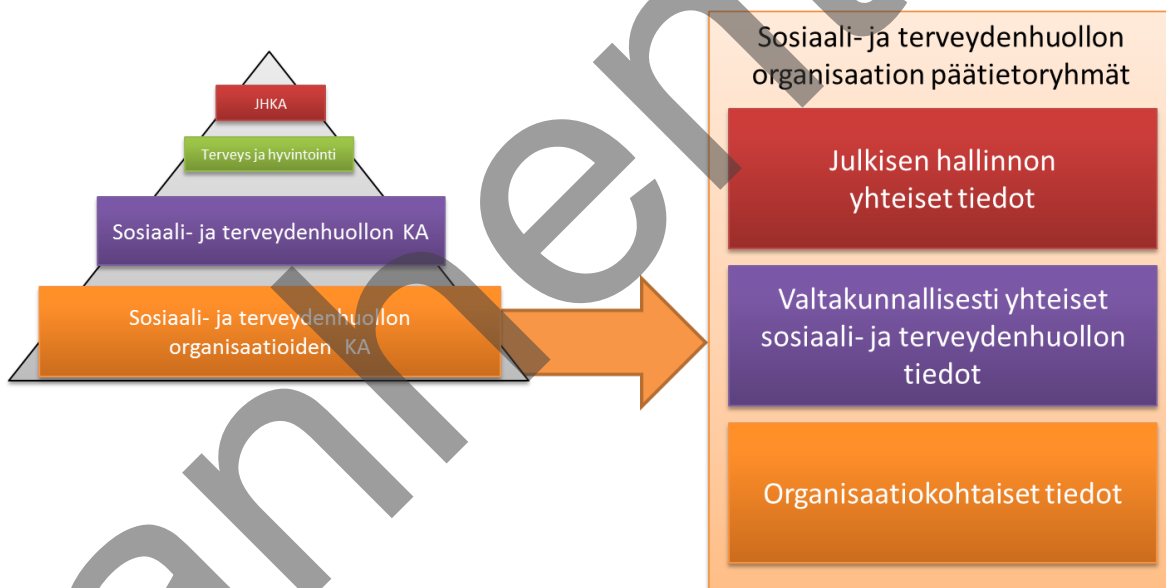 JHKA
Terveys ja hyvintointi
Sosiaali- ja terveydenhuollon KA
Sosiaali- ja terveydenhuollon
organisaatioiden KA
Sosiaali- ja terveydenhuollon
organisaation päätietoryhmät
Julkisen hallinnon
yhteiset tiedot
Valtakunnallisesti yhteiset
sosiaali- ja terveydenhuollon
tiedot
Organisaatiokohtaiset tiedot